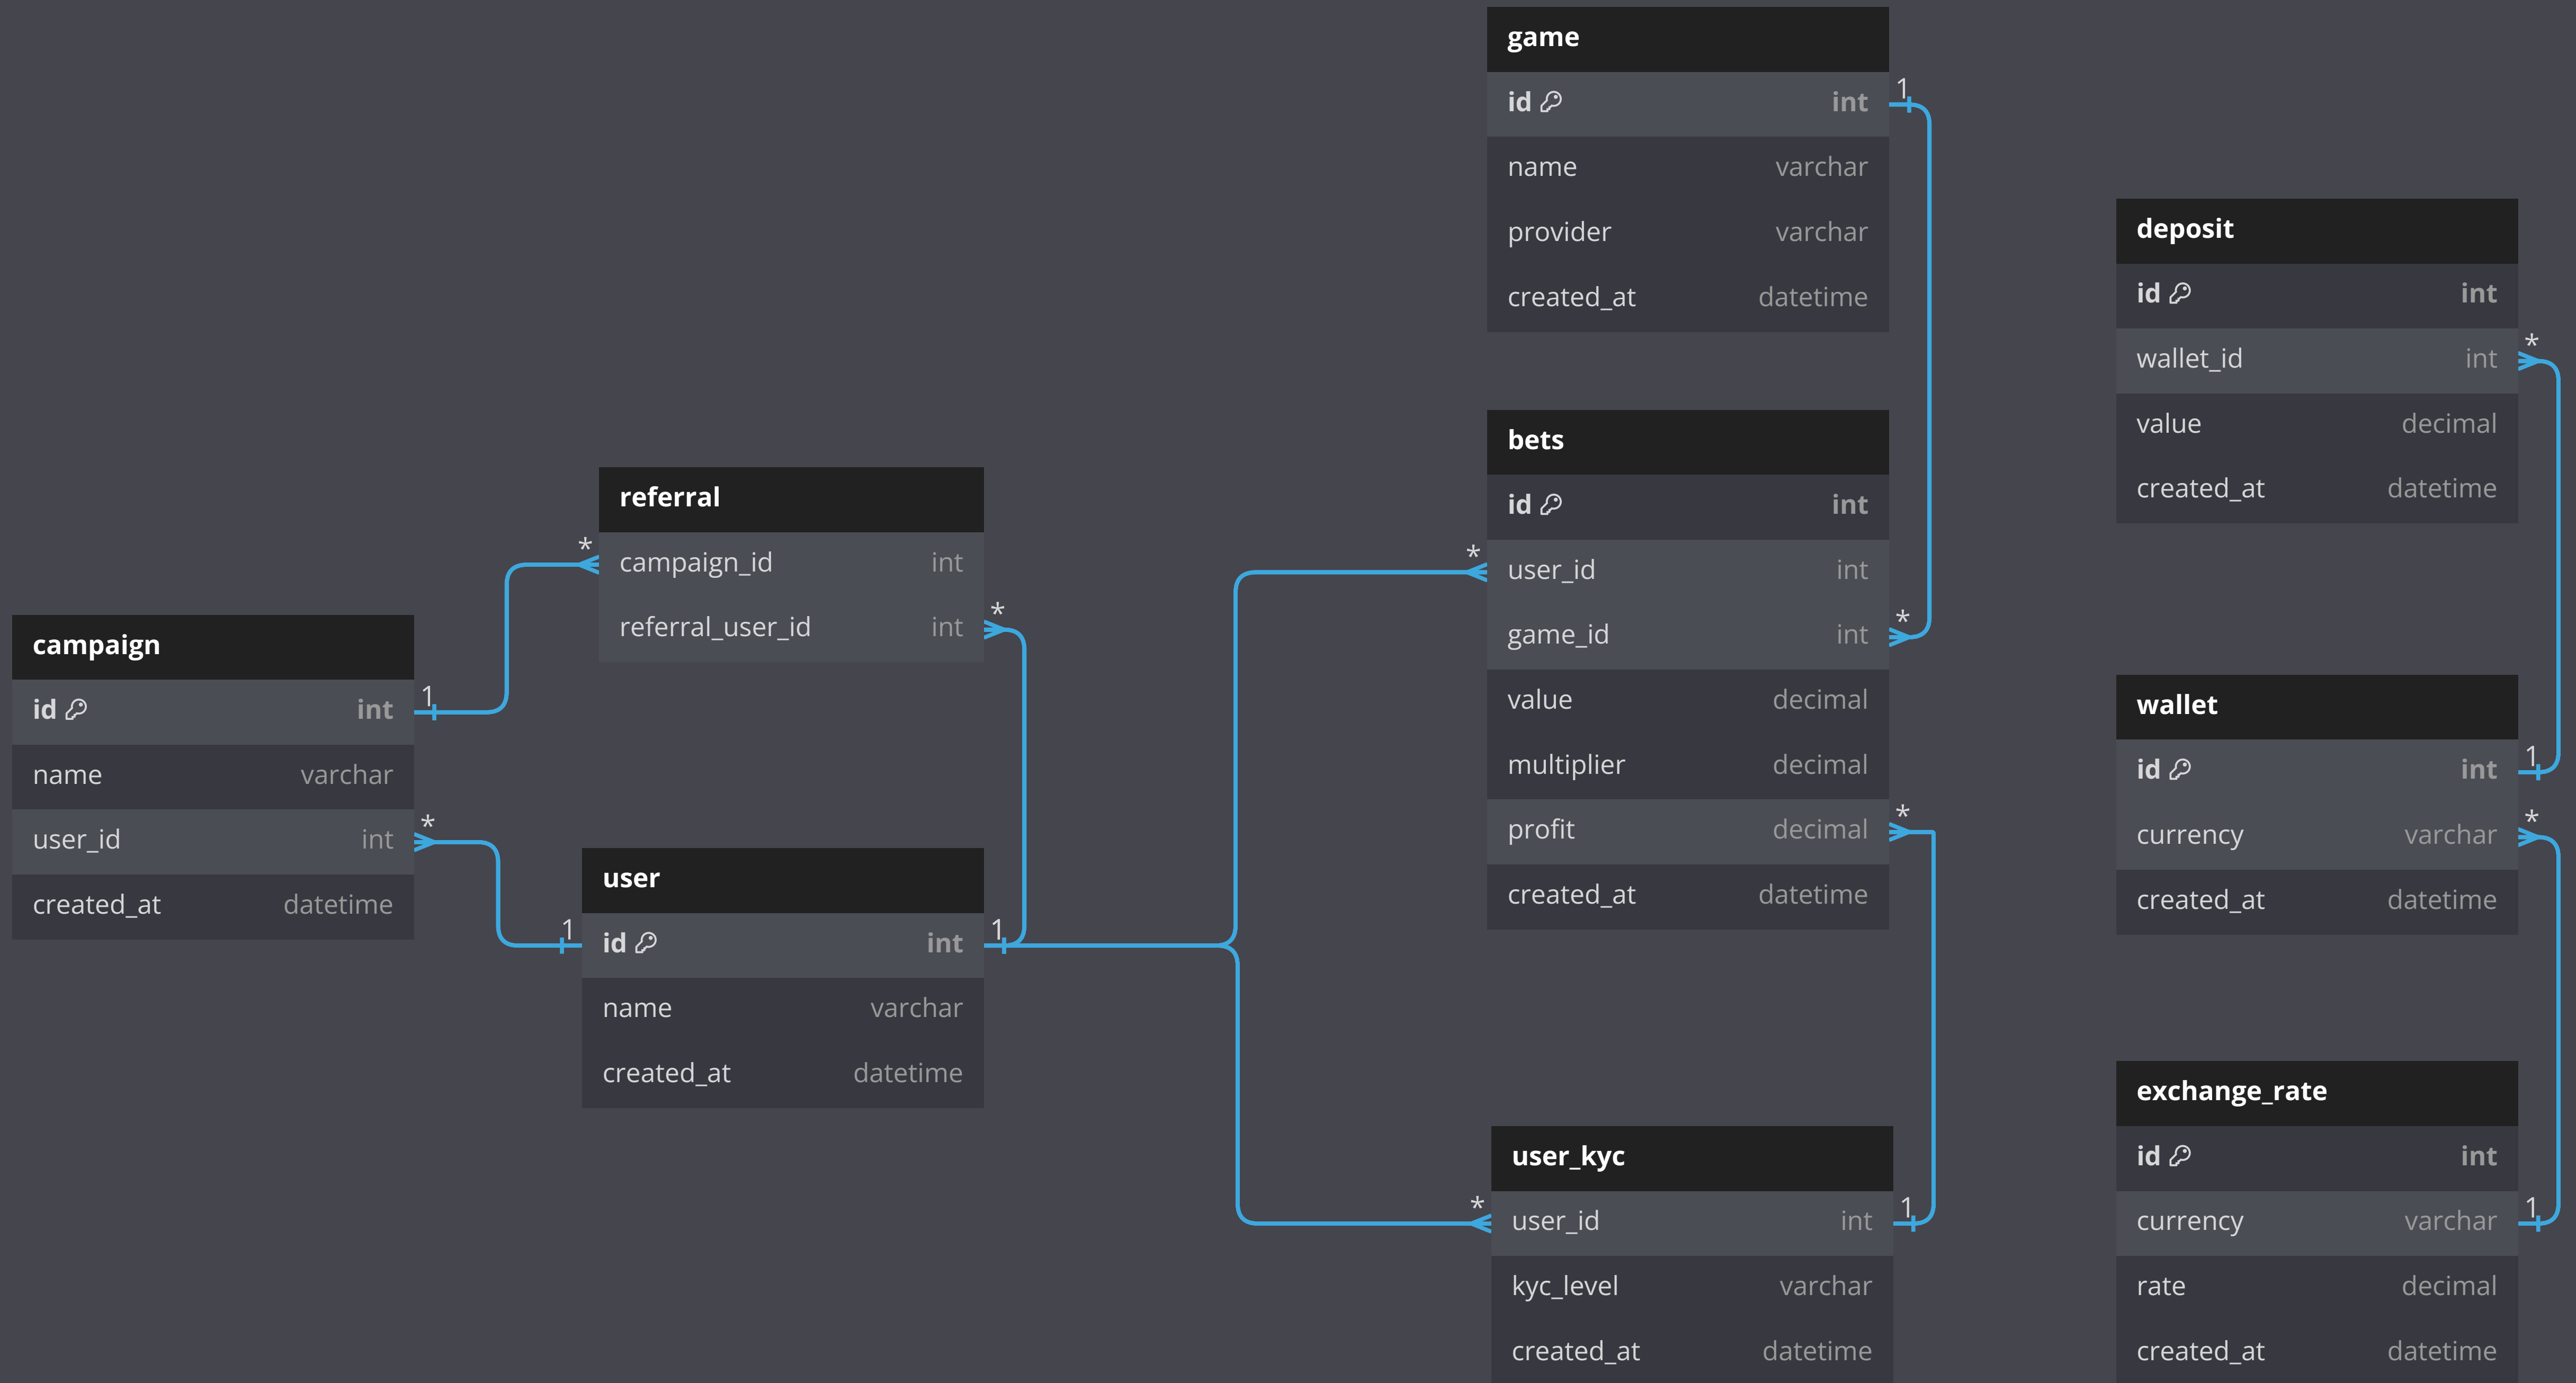 game
id int
name varchar
provider varchar
created_at datetime
1
*
deposit
id int
wallet_id int
value decimal
created_at datetime
*
1
referral
campaign_id int
referral_user_id int
*
*
bets
id int
user_id int
game_id int
value decimal
multiplier decimal
profit decimal
created_at datetime
*
*
campaign
id int
name varchar
user_id int
created_at datetime
1
*
user
id int
name varchar
created_at datetime
1
1
wallet
id int
currency varchar
created_at datetime
*
user_kyc
user_id int
kyc_level varchar
created_at datetime
*
1
exchange_rate
id int
currency varchar
rate decimal
created_at datetime
1